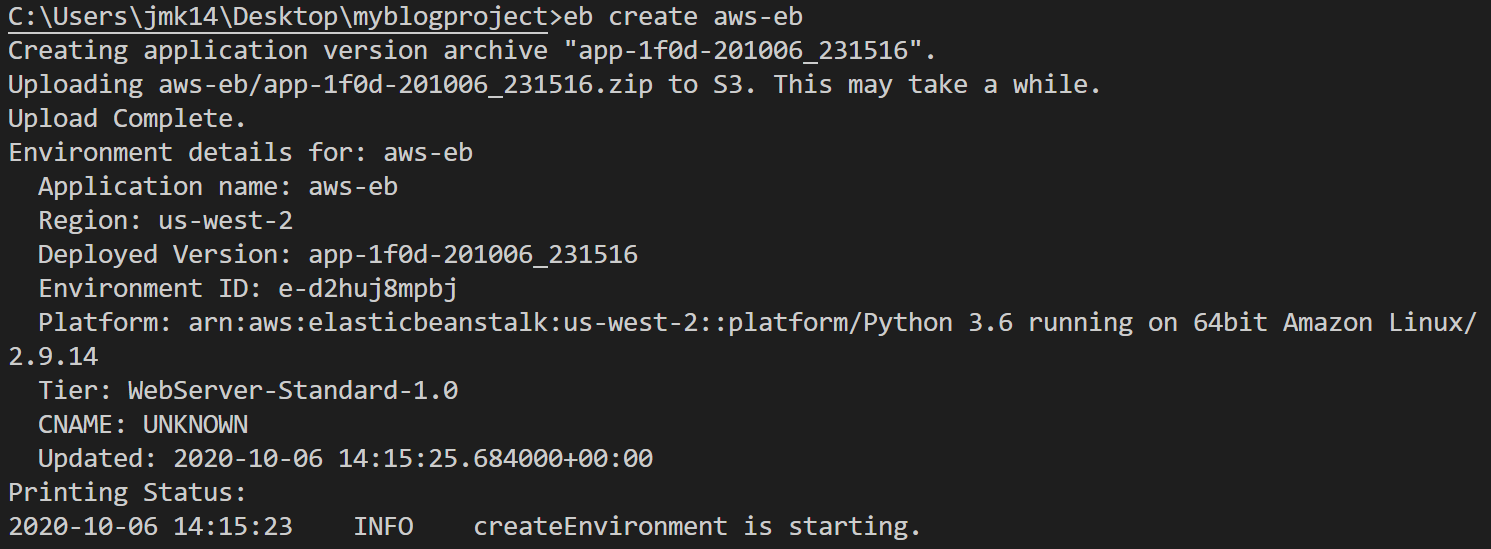 C:\Users\jmk14\Desktop\myblogproject>eb create aws-eb
Creating application version archive "app-1f0d-201006_231516".
Uploading aws-eb/app-1f0d-201006_231516.zip to S3. This may take a while.
Upload Complete.
Environment details for: aws-eb
  Application name: aws-eb
  Region: us-west-2
  Deployed Version: app-1f0d-201006_231516
  Environment ID: e-d2huj8mpbj
  Platform: arn:aws:elasticbeanstalk:us-west-2::platform/Python 3.6 running on 64bit Amazon Linux/
2.9.14
  Tier: WebServer-Standard-1.0
  CNAME: UNKNOWN
  Updated: 2020-10-06 14:15:25.684000+00:00
Printing Status:
2020-10-06 14:15:23    INFO    createEnvironment is starting.